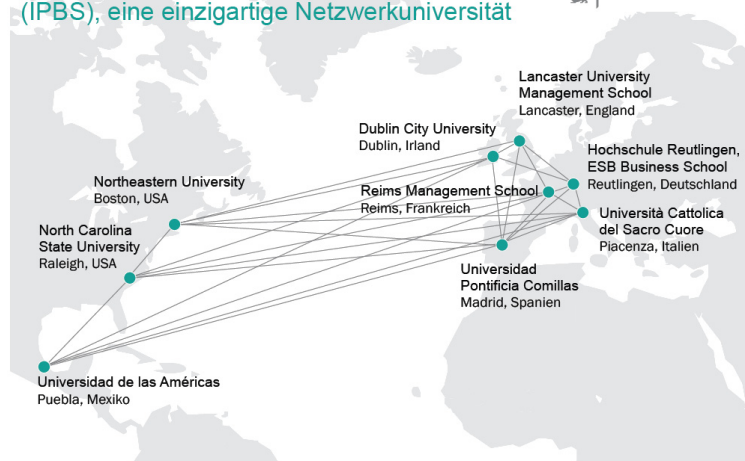 (IPBS), eine einzigartige Netzwerkuniversität
Lancaster University
Management School
Lancaster, England
Dublin City University
Dublin, Irland
Hochschule Reutlingen,
ESB Business School
Reutlingen, Deutschland
Northeastern University
Boston, USA
Reims Management School
Reims, Frankreich
North Carolina
State University
Raleigh, USA
Università Cattolica
del Sacro Cuore
Piacenza, Italien
Universidad
Pontificia Comillas
Madrid, Spanien
Universidad de las Américas
Puebla, Mexiko